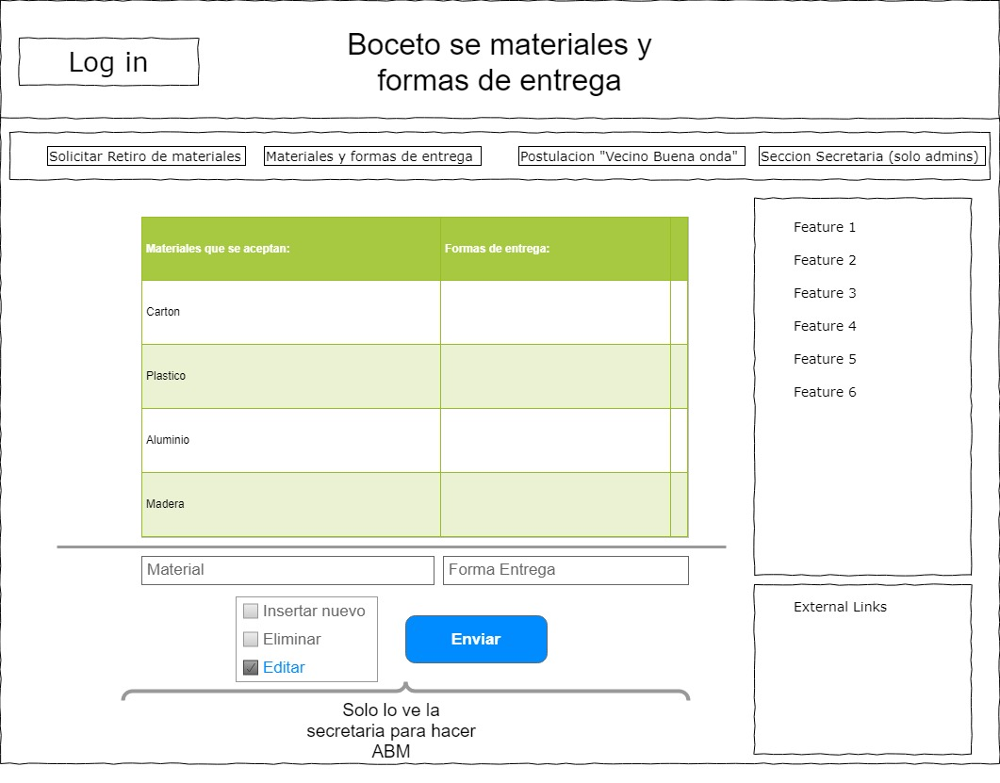 Log in
Boceto se materiales y
formas de entrega
Solicitar Retiro de materiales
Materiales y formas de entrega
Postulacion "Vecino Buena onda"
Seccion Secretaria (solo admins)
Materiales que se aceptan:
Formas de entrega:
Carton
Plastico
Aluminio
Madera
Material
Forma Entrega
Insertar nuevo
Eliminar
Editar
Enviar
Solo lo ve la
secretaria para hacer
ABM
Feature 1
Feature 2
Feature 3
Feature 4
Feature 5
Feature 6
External Links